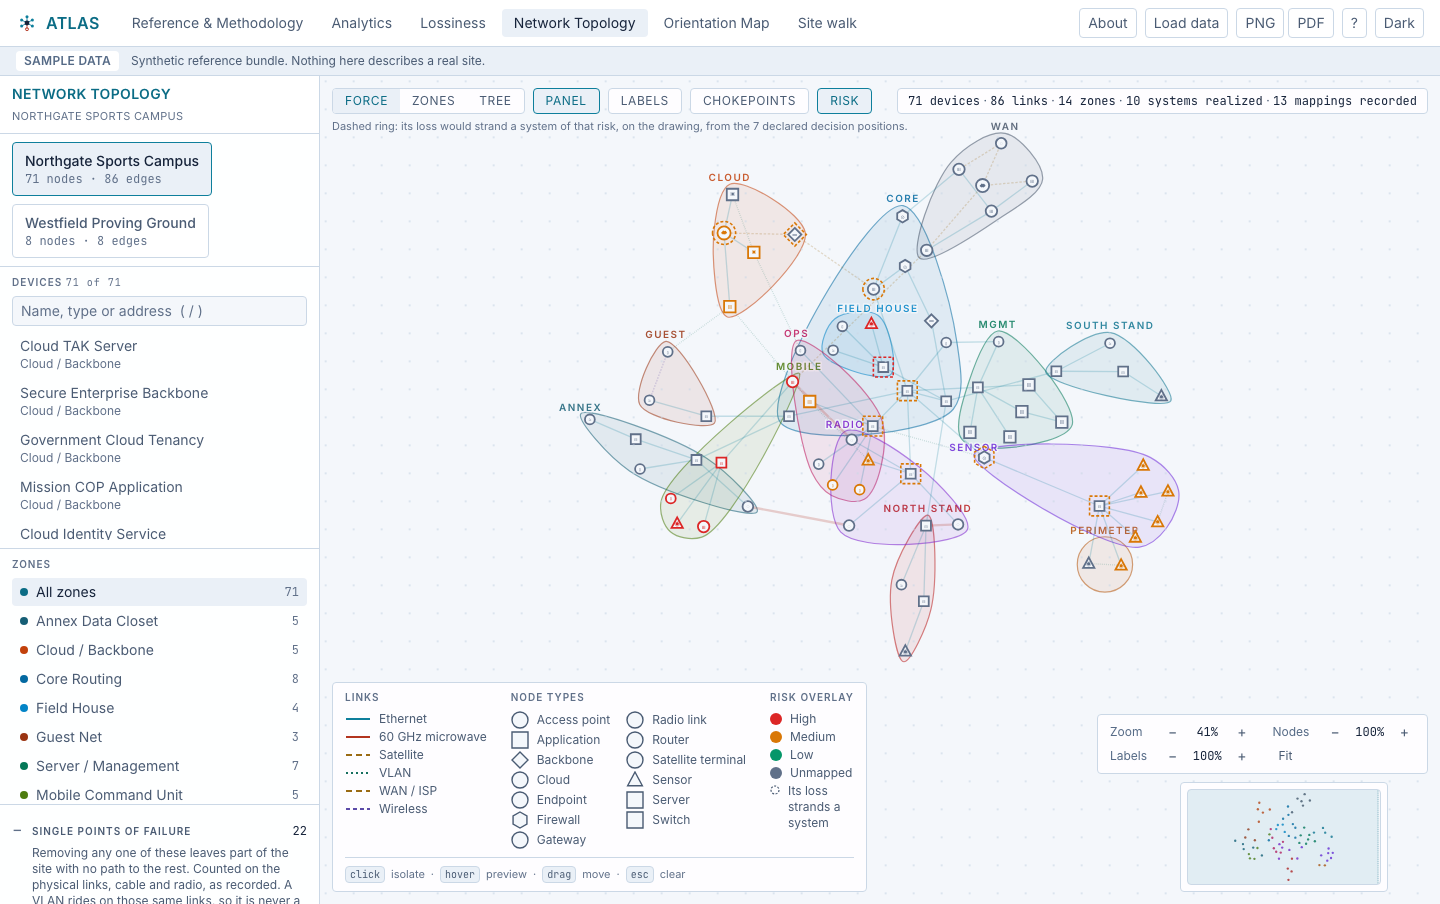 ATLAS
Reference & Methodology
Analytics
Lossiness
Network Topology
Orientation Map
Site walk
About
Load data
PNG
PDF
?
Dark
SAMPLE DATA
Synthetic reference bundle. Nothing here describes a real site.
NETWORK TOPOLOGY
NORTHGATE SPORTS CAMPUS
Northgate Sports Campus
71 nodes · 86 edges
Westfield Proving Ground
8 nodes · 8 edges
DEVICES 71 of 71
Name, type or address ( / )
Cloud TAK Server
Cloud / Backbone
Secure Enterprise Backbone
Cloud / Backbone
Government Cloud Tenancy
Cloud / Backbone
Mission COP Application
Cloud / Backbone
Cloud Identity Service
ZONES
All zones 71
Annex Data Closet 5
Cloud / Backbone 5
Core Routing 8
Field House 4
Guest Net 3
Server / Management 7
Mobile Command Unit 5
− SINGLE POINTS OF FAILURE 22
Removing any one of these leaves part of the
site with no path to the rest. Counted on the
physical links, cable and radio, as recorded. A
VLAN rides on those same links, so it is never a
FORCE
ZONES
TREE
PANEL
LABELS
CHOKEPOINTS
RISK
71 devices · 86 links · 14 zones · 10 systems realized · 13 mappings recorded
Dashed ring: its loss would strand a system of that risk, on the drawing, from the 7 declared decision positions.
WAN
CLOUD
CORE
FIELD HOUSE
GUEST
OPS
MGMT
SOUTH STAND
MOBILE
ANNEX
RADIO
SENSOR
NORTH STAND
PERIMETER
LINKS
Ethernet
60 GHz microwave
Satellite
VLAN
WAN / ISP
Wireless
NODE TYPES
Access point
Application
Backbone
Cloud
Endpoint
Firewall
Gateway
Radio link
Router
Satellite terminal
Sensor
Server
Switch
RISK OVERLAY
High
Medium
Low
Unmapped
Its loss
strands a
system
click isolate · hover preview · drag move · esc clear
Zoom − 41% + Nodes − 100% +
Labels − 100% + Fit